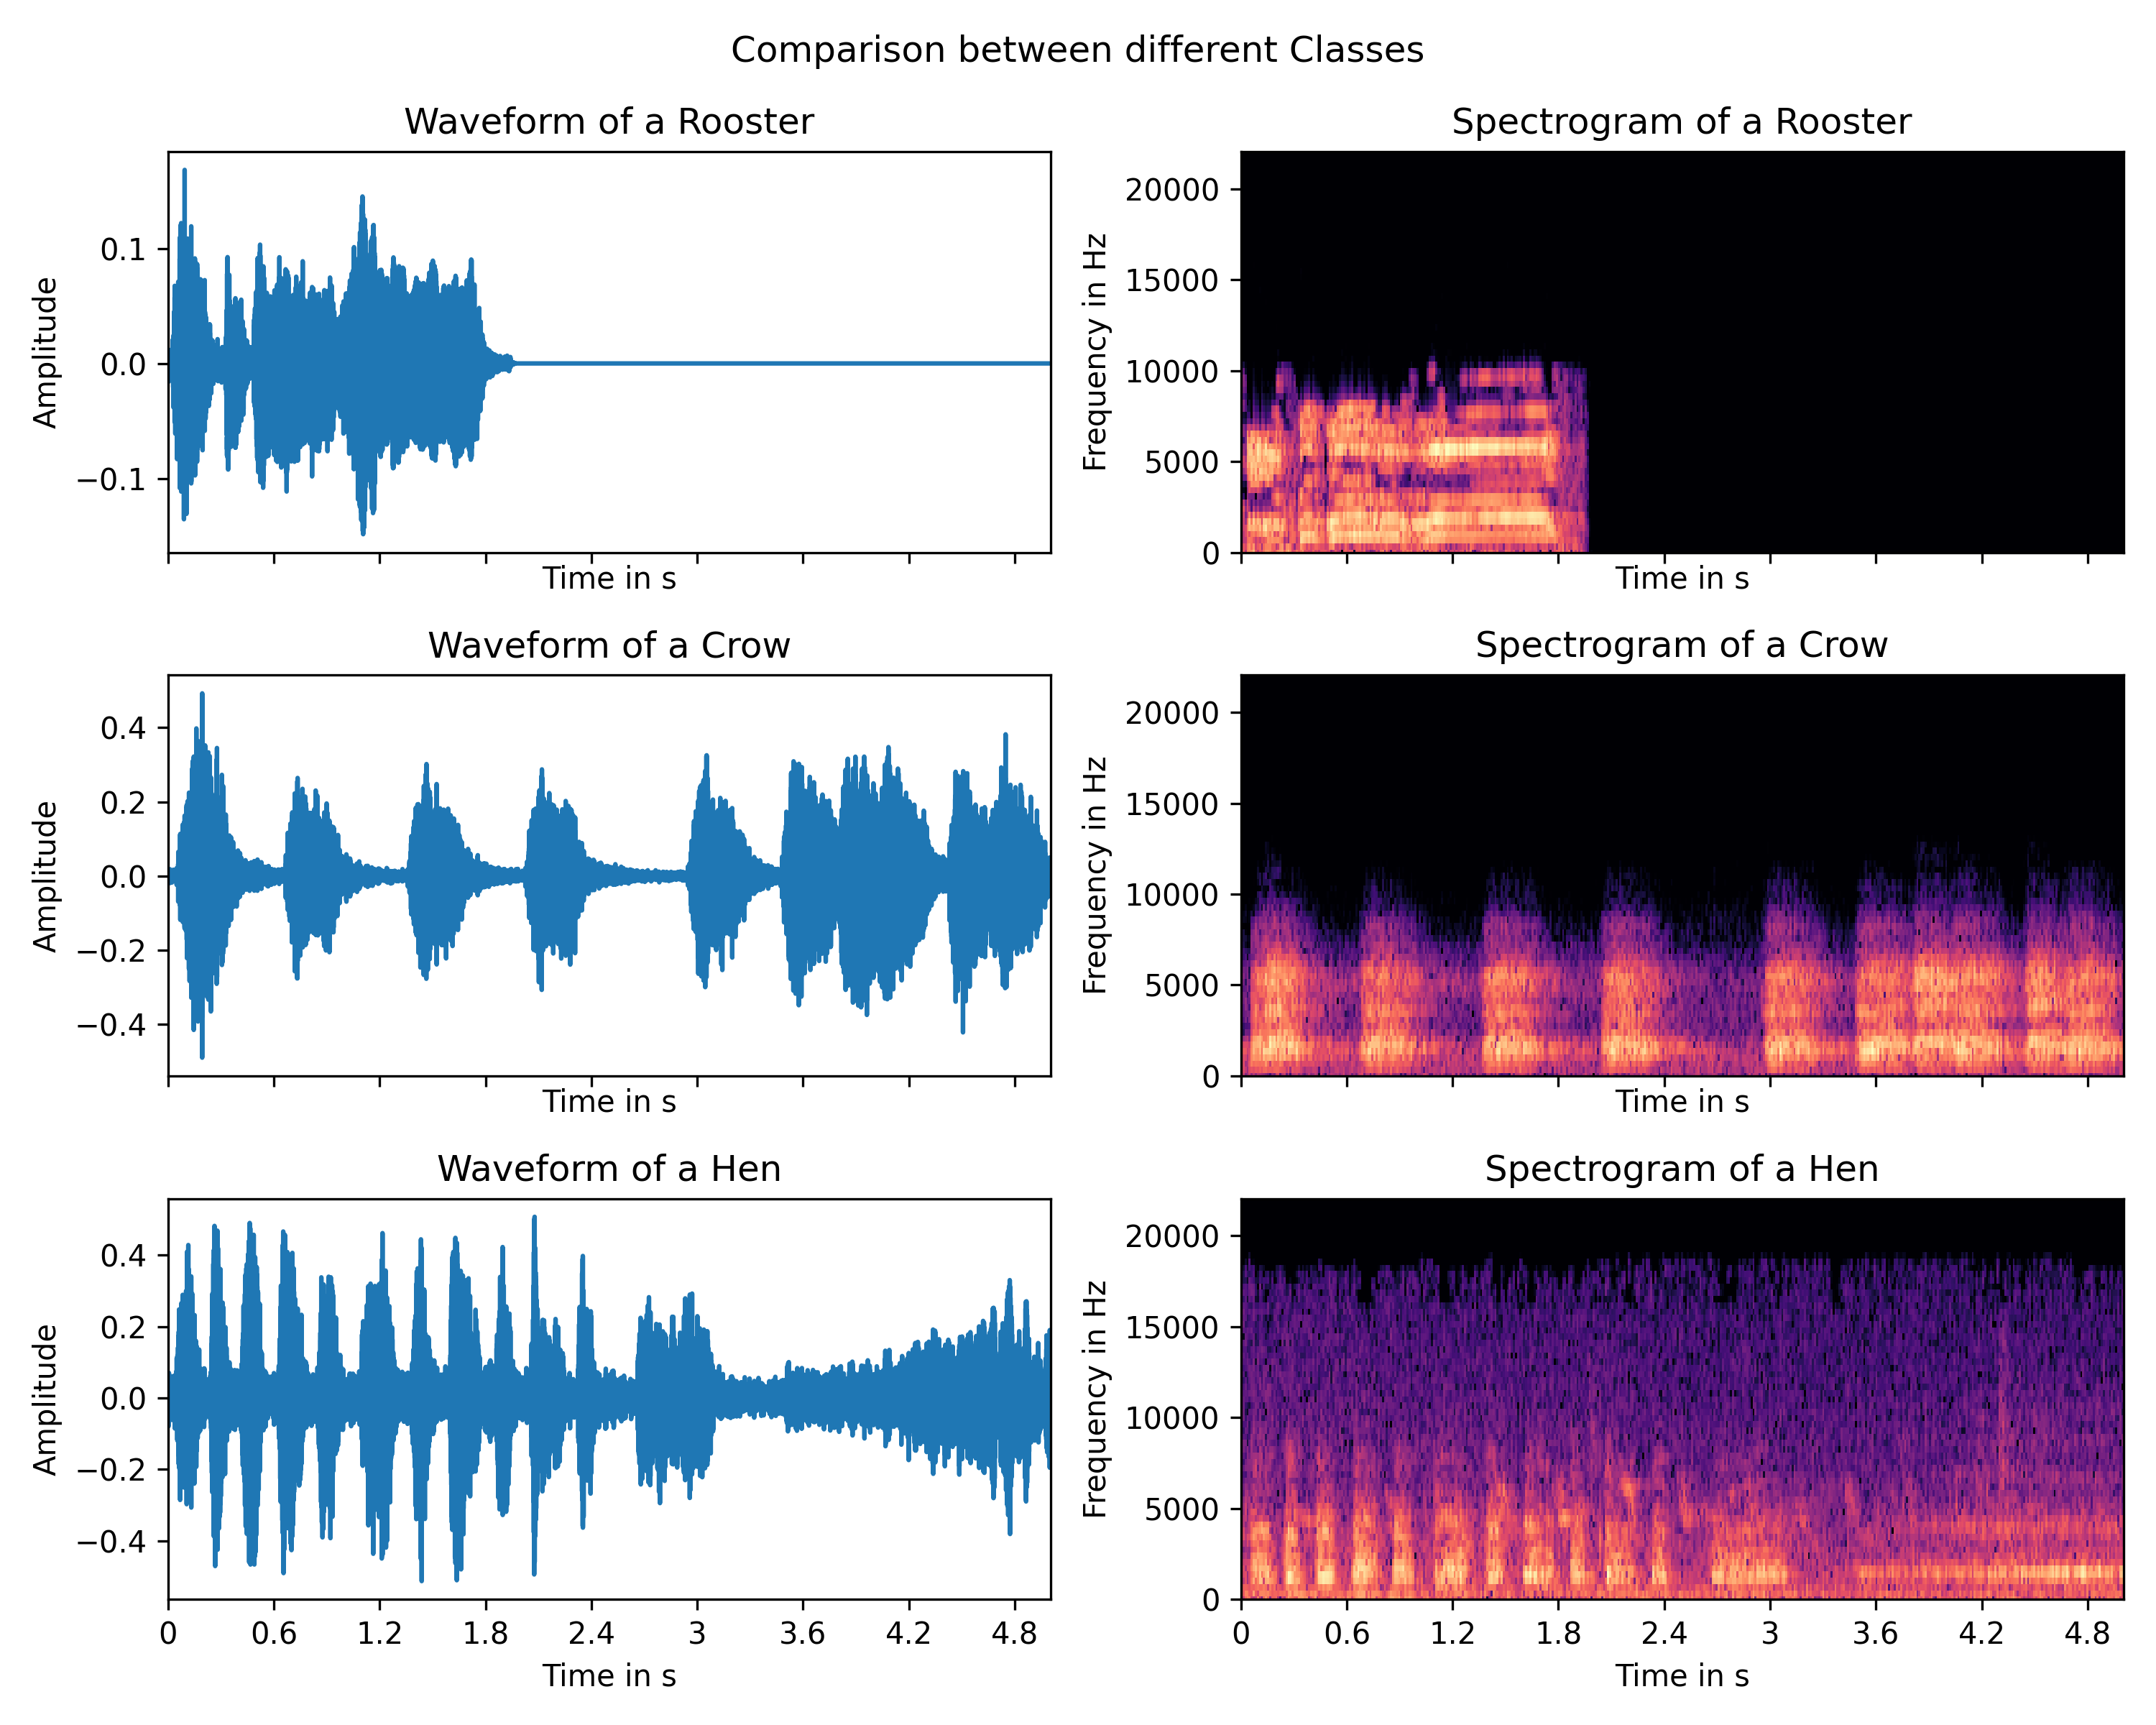 Comparison between different Classes
Waveform of a Rooster
Amplitude
0.1
0.0
−0.1
Time in s
Spectrogram of a Rooster
Frequency in Hz
20000
15000
10000
5000
0
Time in s
Waveform of a Crow
Amplitude
0.4
0.2
0.0
−0.2
−0.4
Time in s
Spectrogram of a Crow
Frequency in Hz
20000
15000
10000
5000
0
Time in s
Waveform of a Hen
Amplitude
0.4
0.2
0.0
−0.2
−0.4
0 0.6 1.2 1.8 2.4 3 3.6 4.2 4.8
Time in s
Spectrogram of a Hen
Frequency in Hz
20000
15000
10000
5000
0
0 0.6 1.2 1.8 2.4 3 3.6 4.2 4.8
Time in s